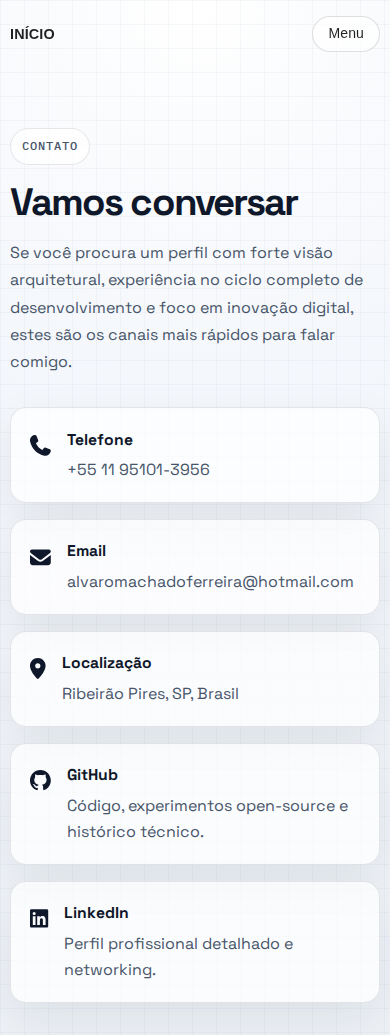 INÍCIO
Menu
CONTATO
Vamos conversar
Se você procura um perfil com forte visão
arquitetural, experiência no ciclo completo de
desenvolvimento e foco em inovação digital,
estes são os canais mais rápidos para falar
comigo.
Telefone
+55 11 95101-3956
Email
alvaromachadoferreira@hotmail.com
Localização
Ribeirão Pires, SP, Brasil
GitHub
Código, experimentos open-source e
histórico técnico.
LinkedIn
Perfil profissional detalhado e
networking.